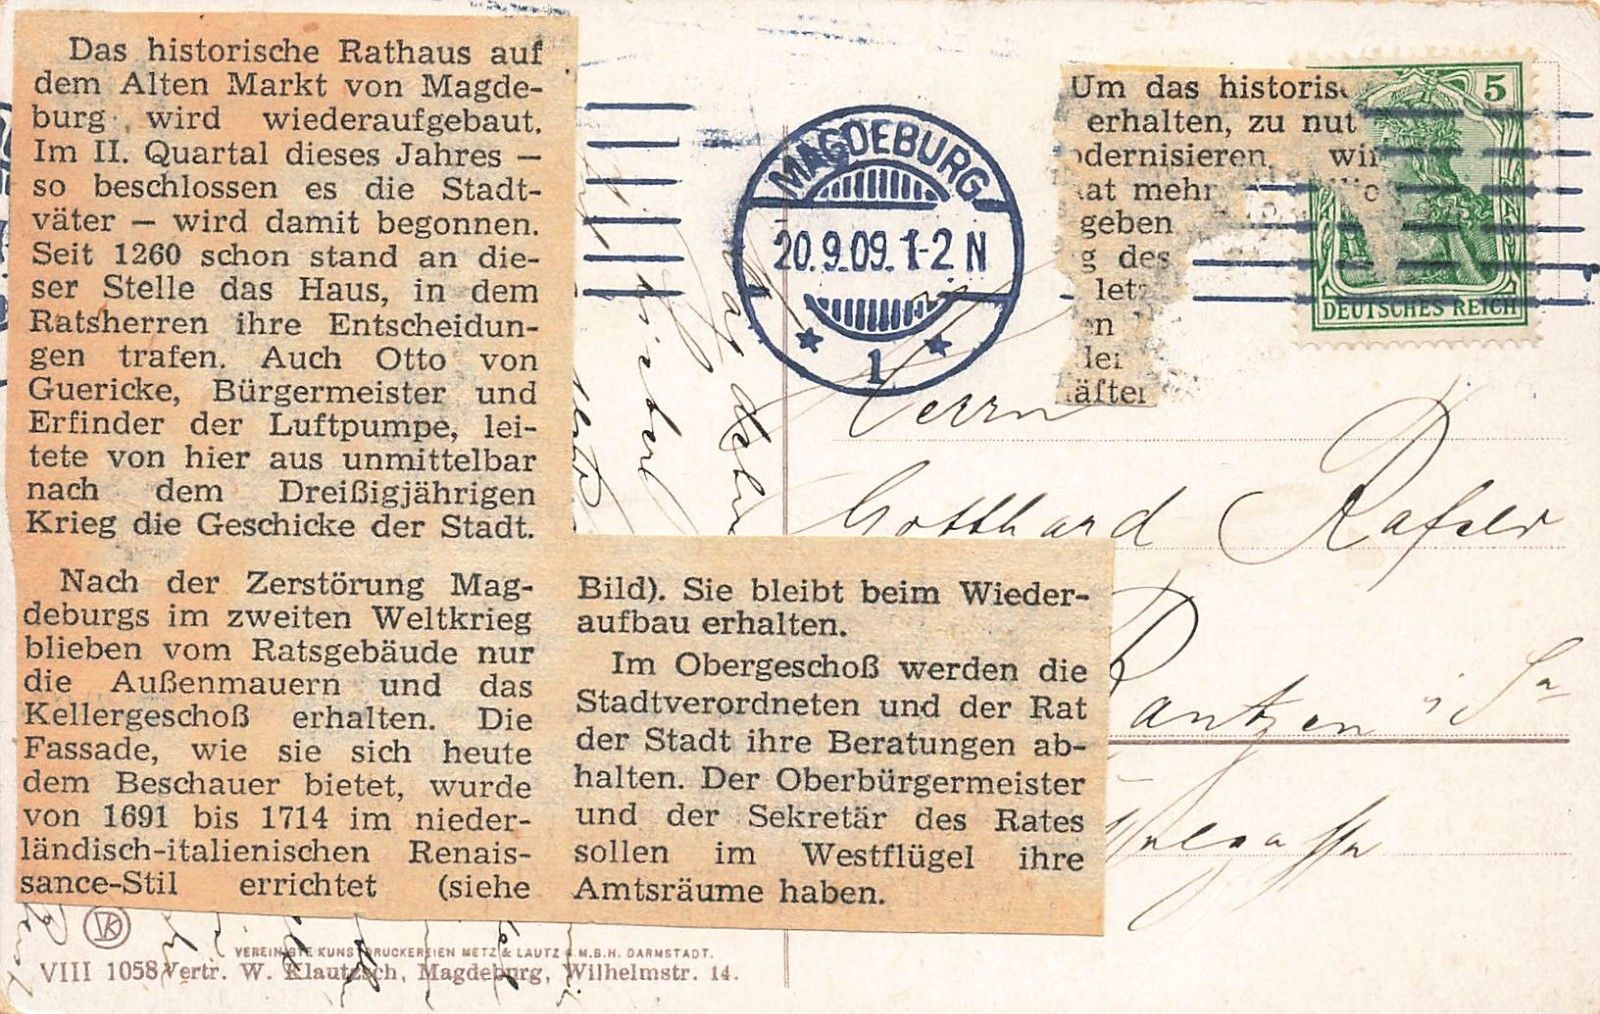 Das historische Rathaus auf
dem Alten Markt von Magde-
burg wird wiederaufgebaut.
Im II. Quartal dieses Jahres –
so beschlossen es die Stadt-
väter – wird damit begonnen.
Seit 1260 schon stand an die-
ser Stelle das Haus, in dem
Ratsherren ihre Entscheidun-
gen trafen. Auch Otto von
Guericke, Bürgermeister und
Erfinder der Luftpumpe, lei-
tete von hier aus unmittelbar
nach dem Dreißigjährigen
Krieg die Geschicke der Stadt.
Nach der Zerstörung Mag-
deburgs im zweiten Weltkrieg
blieben vom Ratsgebäude nur
die Außenmauern und das
Kellergeschoß erhalten. Die
Fassade, wie sie sich heute
dem Beschauer bietet, wurde
von 1691 bis 1714 im nieder-
ländisch-italienischen Renais-
sance-Stil errichtet (siehe
Bild). Sie bleibt beim Wieder-
aufbau erhalten.
Im Obergeschoß werden die
Stadtverordneten und der Rat
der Stadt ihre Beratungen ab-
halten. Der Oberbürgermeister
und der Sekretär des Rates
sollen im Westflügel ihre
Amtsräume haben.
MAGDEBURG
20.9.09. 1-2 N
1
Um das historis
erhalten, zu nut
odernisieren, wir
at mehr
geben
g des
letz
en
der
äfter
5
DEUTSCHES REICH
Herrn
Gotthard
i Sa
VK
VEREINIGTE KUNSTDRUCKEREIEN METZ & LAUTZ G.M.B.H. DARMSTADT.
VIII 1058 Vertr. W. Klautzsch, Magdeburg, Wilhelmstr. 14.